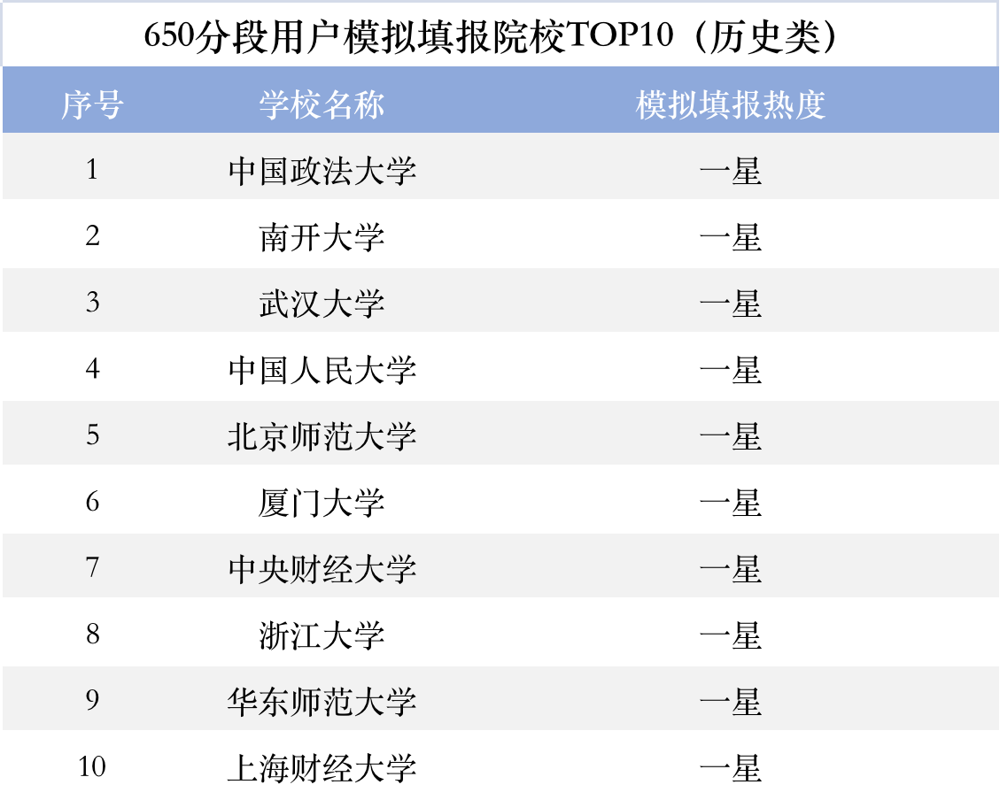 650分段用户模拟填报院校TOP10（历史类）
序号 学校名称 模拟填报热度
1 中国政法大学 一星
2 南开大学 一星
3 武汉大学 一星
4 中国人民大学 一星
5 北京师范大学 一星
6 厦门大学 一星
7 中央财经大学 一星
8 浙江大学 一星
9 华东师范大学 一星
10 上海财经大学 一星